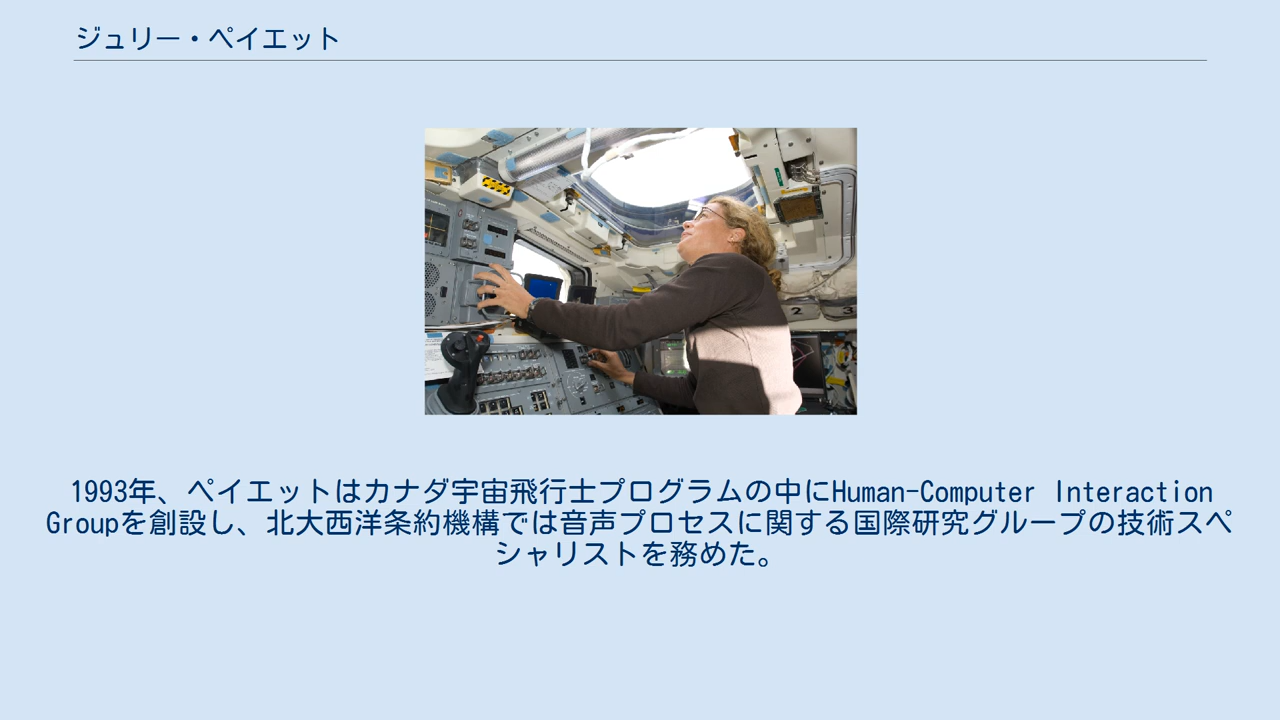 ジュリー・ペイエット
2
3
1993年、ペイエットはカナダ宇宙飛行士プログラムの中にHuman-Computer Interaction
Groupを創設し、北大西洋条約機構では音声プロセスに関する国際研究グループの技術スペ
シャリストを務めた。